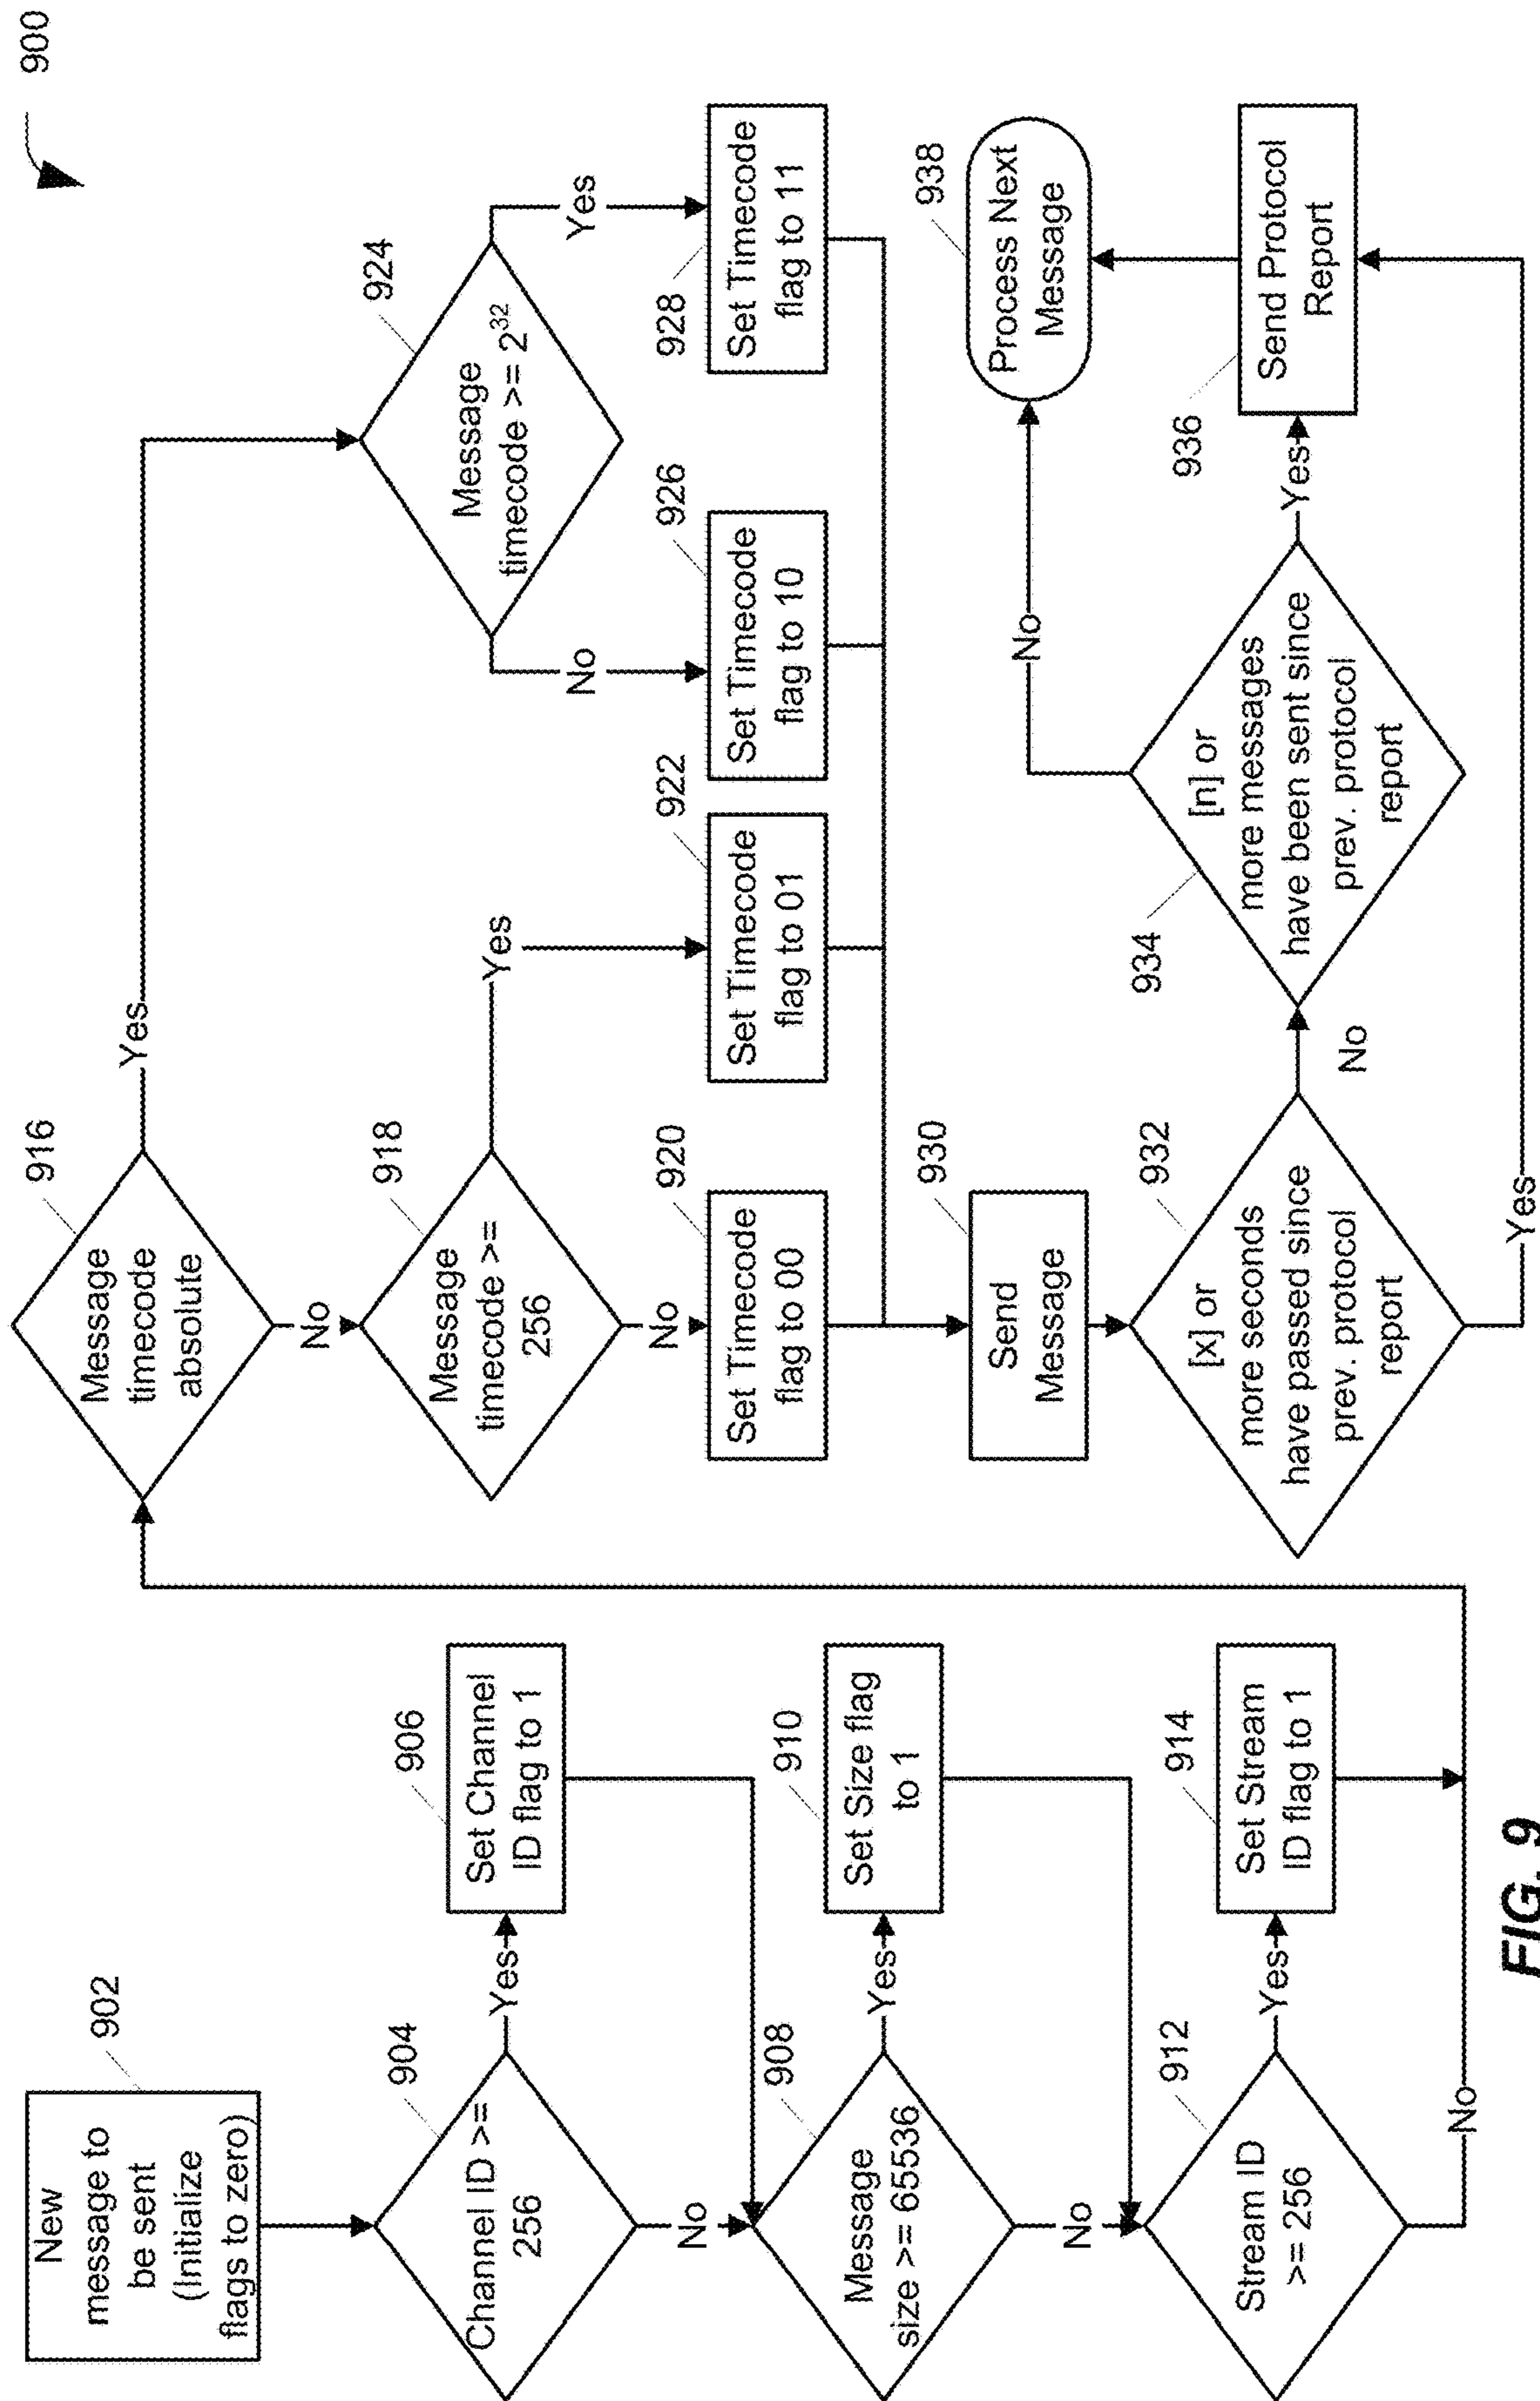 900
902
New
message to
be sent
(Initialize
flags to zero)
904
Channel ID >=
256
Yes
No
906
Set Channel
ID flag to 1
908
Message
size >= 65536
Yes
No
910
Set Size flag
to 1
912
Stream ID
>= 256
Yes
No
914
Set Stream
ID flag to 1
916
Message
timecode
absolute
Yes
No
918
Message
timecode >=
256
Yes
No
920
Set Timecode
flag to 00
922
Set Timecode
flag to 01
924
Message
timecode >= 2³²
No
Yes
926
Set Timecode
flag to 10
928
Set Timecode
flag to 11
930
Send
Message
932
[x] or
more seconds
have passed since
prev. protocol
report
No
Yes
934
[n] or
more messages
have been sent since
prev. protocol
report
No
Yes
936
Send Protocol
Report
938
Process Next
Message
FIG. 9